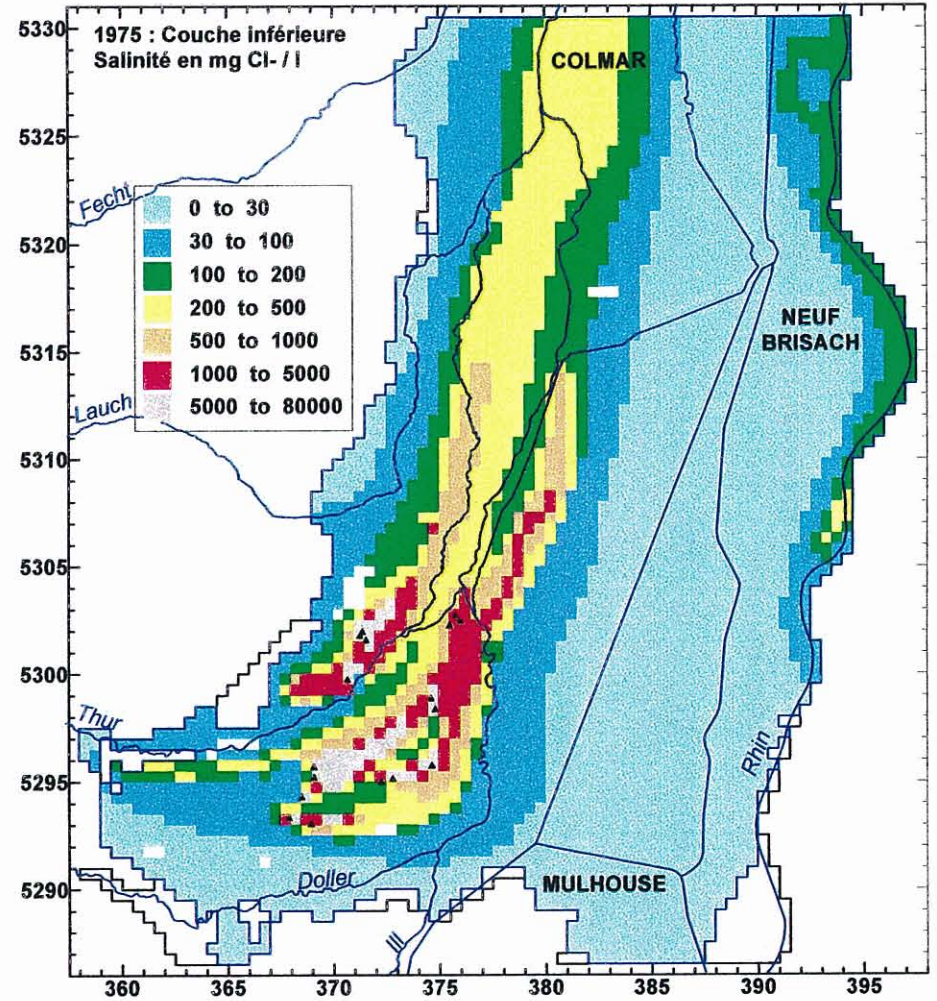 1975 : Couche inférieure
Salinité en mg Cl- / l
COLMAR
Fecht
0 to 30
30 to 100
100 to 200
200 to 500
500 to 1000
1000 to 5000
5000 to 80000
Lauch
NEUF
BRISACH
Thur
Rhin
Doller
MULHOUSE
Ill
5330
5325
5320
5315
5310
5305
5300
5295
5290
360
365
370
375
380
385
390
395